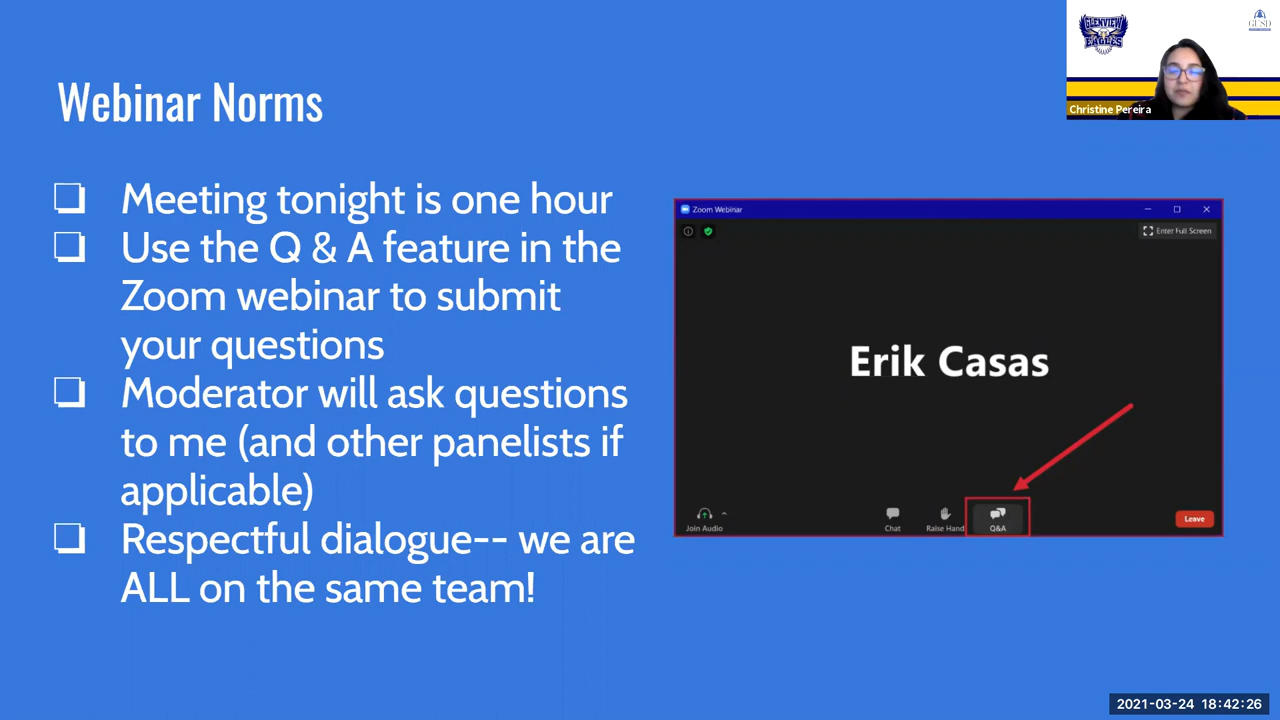 GLENVIEW
EAGLES
GUSD
Christine Pereira
Webinar Norms
❏ Meeting tonight is one hour
❏ Use the Q & A feature in the
Zoom webinar to submit
your questions
❏ Moderator will ask questions
to me (and other panelists if
applicable)
❏ Respectful dialogue-- we are
ALL on the same team!
Zoom Webinar
Enter Full Screen
Erik Casas
Join Audio
Chat
Raise Hand
Q&A
Leave
2021-03-24 18:42:26